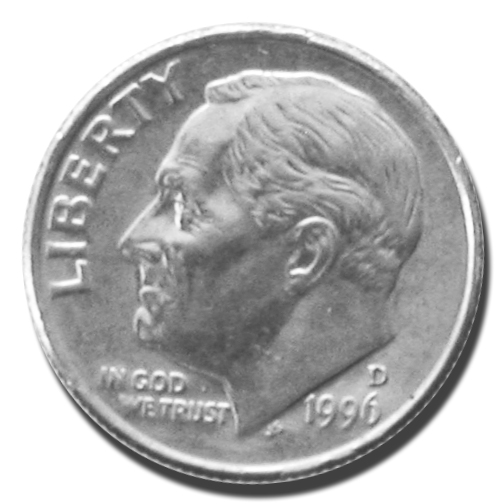 LIBERTY
IN GOD
WE TRUST
D
1996